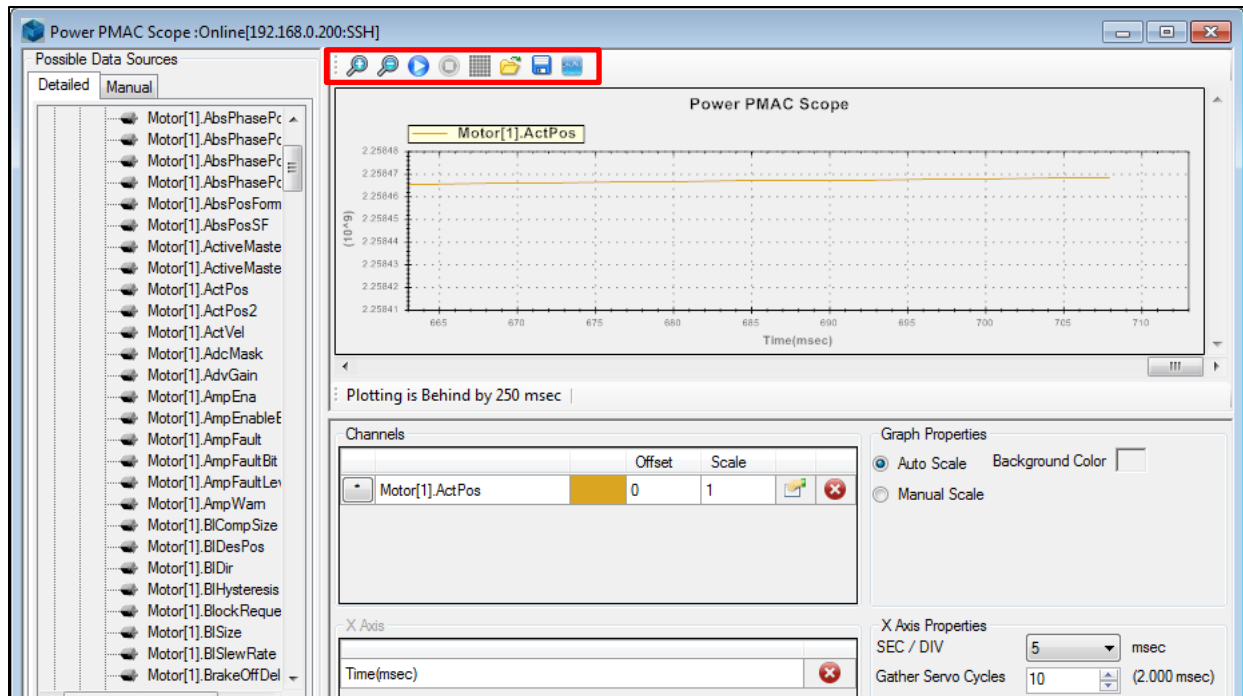 Power PMAC Scope :Online[192.168.0.200:SSH]
Possible Data Sources
Detailed Manual
Motor[1].AbsPhasePc
Motor[1].AbsPhasePc
Motor[1].AbsPhasePc
Motor[1].AbsPhasePc
Motor[1].AbsPosForm
Motor[1].AbsPosSF
Motor[1].ActiveMaste
Motor[1].ActiveMaste
Motor[1].ActPos
Motor[1].ActPos2
Motor[1].ActVel
Motor[1].AdcMask
Motor[1].AdvGain
Motor[1].AmpEna
Motor[1].AmpEnableE
Motor[1].AmpFault
Motor[1].AmpFaultBit
Motor[1].AmpFaultLev
Motor[1].AmpWarn
Motor[1].BlCompSize
Motor[1].BlDesPos
Motor[1].BlDir
Motor[1].BlHysteresis
Motor[1].BlockReque
Motor[1].BlSize
Motor[1].BlSlewRate
Motor[1].BrakeOffDel
Power PMAC Scope
Motor[1].ActPos
2.25848
2.25847
2.25846
2.25845
2.25844
2.25843
2.25842
2.25841
(10^9)
665 670 675 680 685 690 695 700 705 710
Time(msec)
Plotting is Behind by 250 msec
Channels
Offset Scale
* Motor[1].ActPos 0 1
Graph Properties
Auto Scale Background Color
Manual Scale
X Axis
Time(msec)
X Axis Properties
SEC / DIV 5 msec
Gather Servo Cycles 10 (2.000 msec)